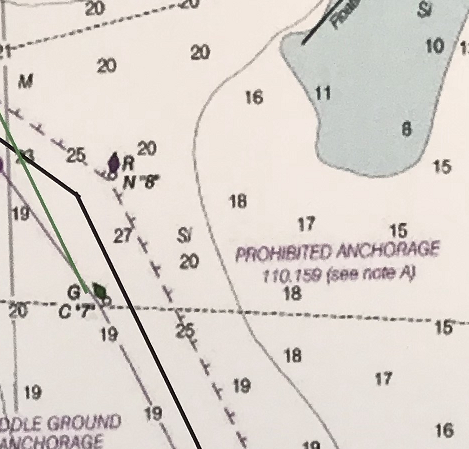 20
20
Float
S/
21
20
20
10
M
16
11
8
23
25
20
R
N "8"
15
19
18
27
S/
17
15
PROHIBITED ANCHORAGE
20
110.159 (see note A)
G
C "7"
18
20
19
25
15
18
19
17
19
19
DDLE GROUND
ANCHORAGE
16
19